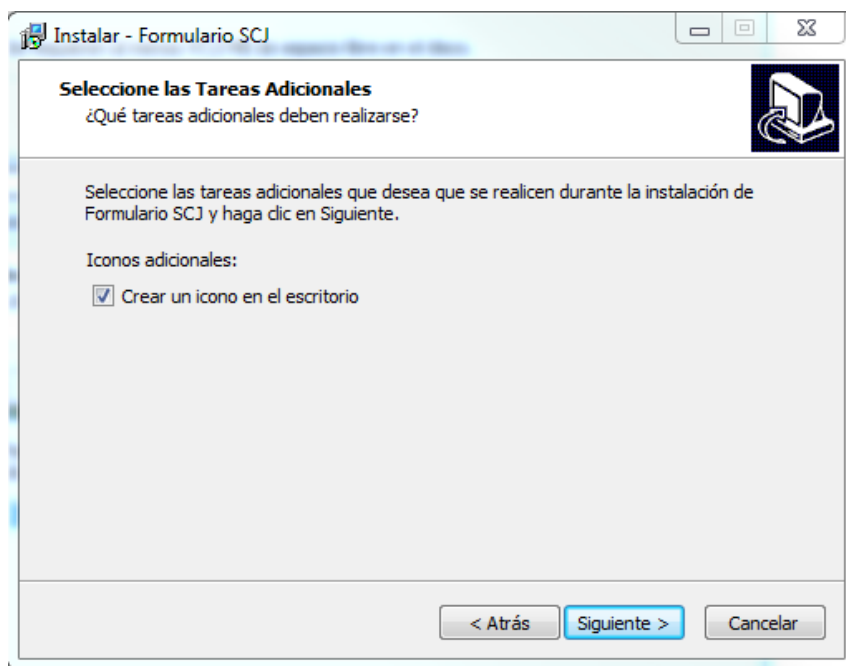 Instalar - Formulario SCJ
Seleccione las Tareas Adicionales
¿Qué tareas adicionales deben realizarse?
Seleccione las tareas adicionales que desea que se realicen durante la instalación de
Formulario SCJ y haga clic en Siguiente.
Iconos adicionales:
Crear un icono en el escritorio
< Atrás
Siguiente >
Cancelar